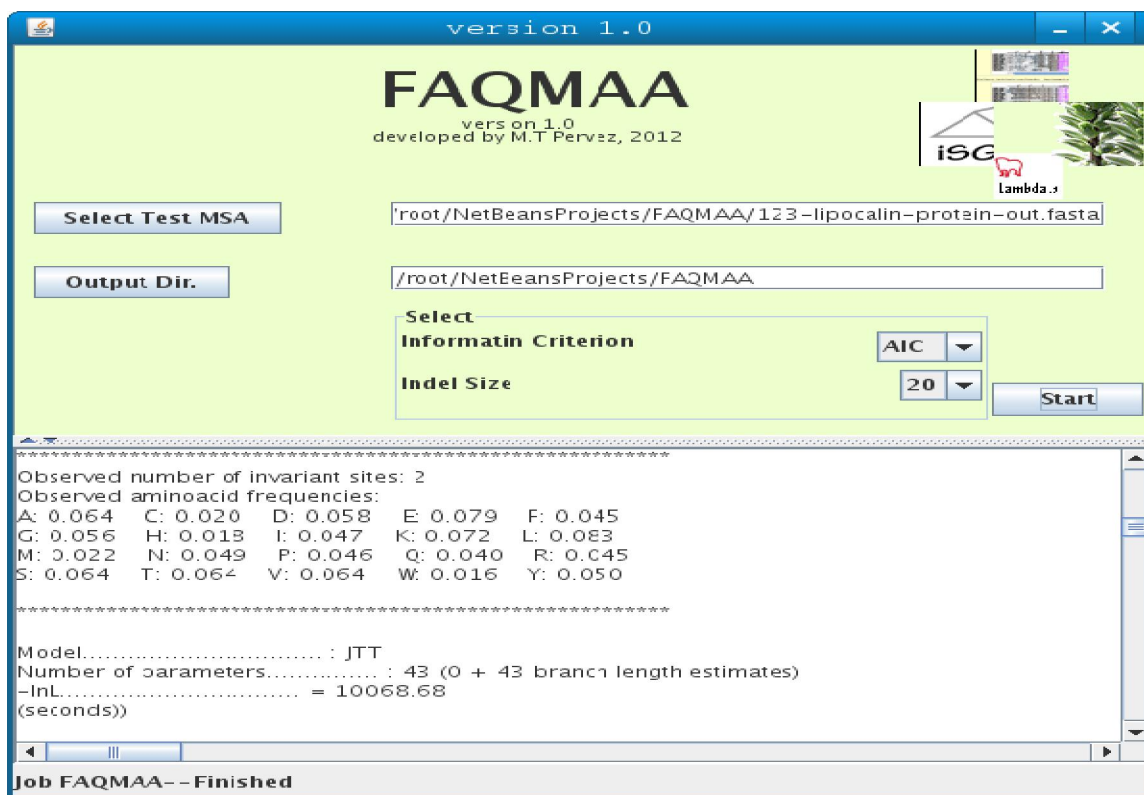 version 1.0
FAQMAA
version 1.0
developed by M.T Pervez, 2012
iSG
Lambda.s
Select Test MSA
'root/NetBeansProjects/FAQMAA/123-lipocalin-protein-out.fasta
Output Dir.
/root/NetBeansProjects/FAQMAA
Select
Informatin Criterion
AIC
Indel Size
20
Start
************************************************************
Observed number of invariant sites: 2
Observed aminoacid frequencies:
A: 0.064 C: 0.020 D: 0.058 E: 0.079 F: 0.045
G: 0.056 H: 0.018 I: 0.047 K: 0.072 L: 0.083
M: 0.022 N: 0.049 P: 0.046 Q: 0.040 R: 0.045
S: 0.064 T: 0.064 V: 0.064 W: 0.016 Y: 0.050
************************************************************
Model.............................. : JTT
Number of parameters............... : 43 (0 + 43 branch length estimates)
-lnL................................ = 10068.68
(seconds))
Job FAQMAA--Finished